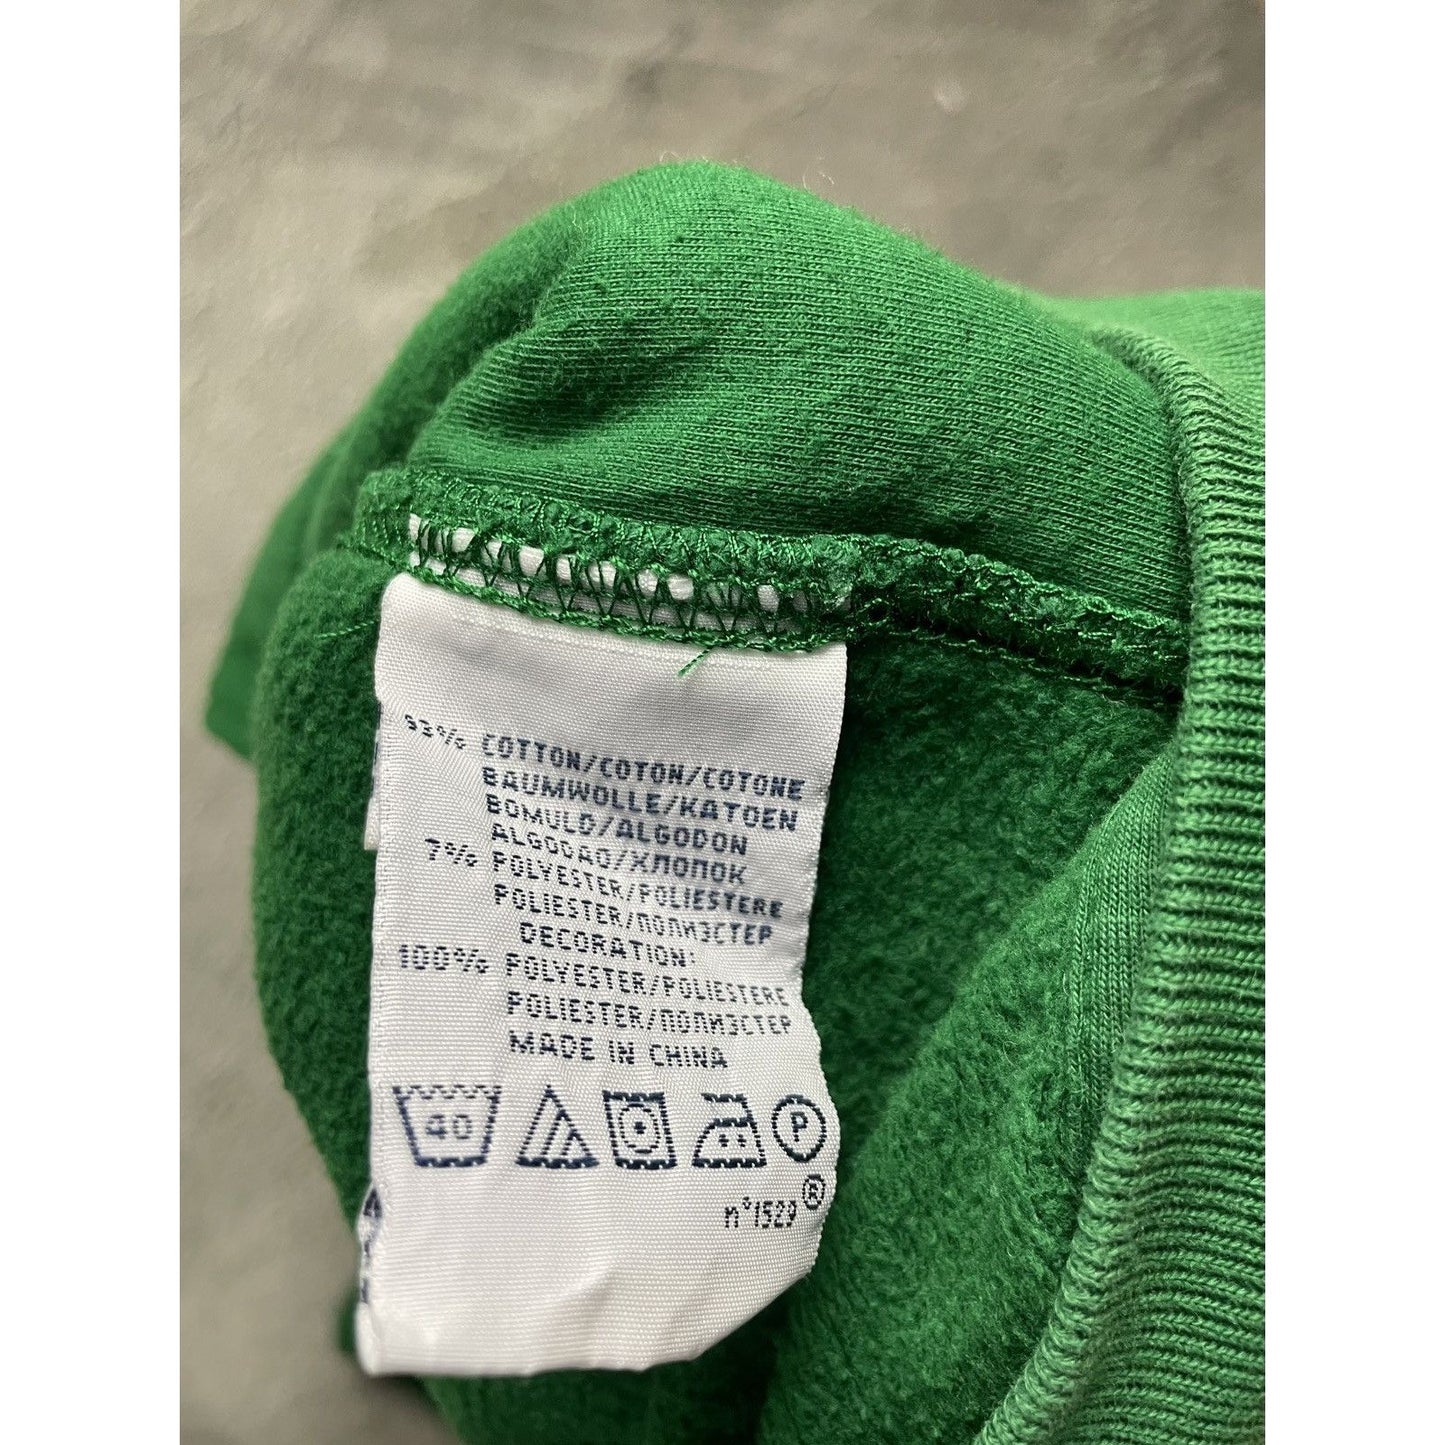 93% COTTON/COTON/COTONE
BAUMWOLLE/KATOEN
BOMULD/ALGODON
ALGODAO/ХЛОПОК
7% POLYESTER/POLIESTERE
POLIESTER/ПОЛИЭСТЕР
DECORATION:
100% POLYESTER/POLIESTERE
POLIESTER/ПОЛИЭСТЕР
MADE IN CHINA
40 P
n°1529 ®